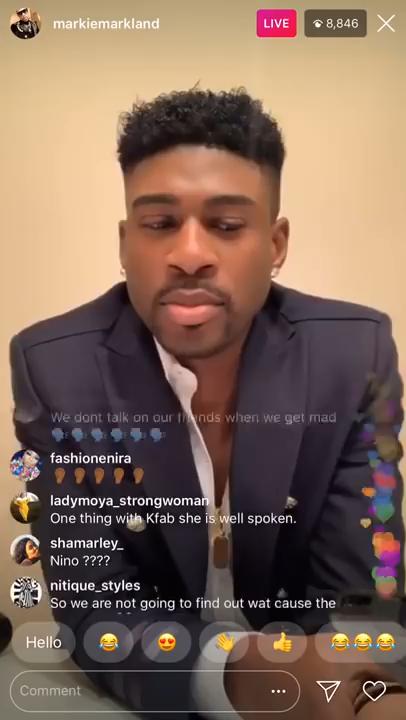 markiemarkland
LIVE
8,846
We dont talk on our friends when we get mad
fashionenira
ladymoya_strongwoman
One thing with Kfab she is well spoken.
shamarley_
Nino ????
nitique_styles
So we are not going to find out wat cause the
Hello
Comment